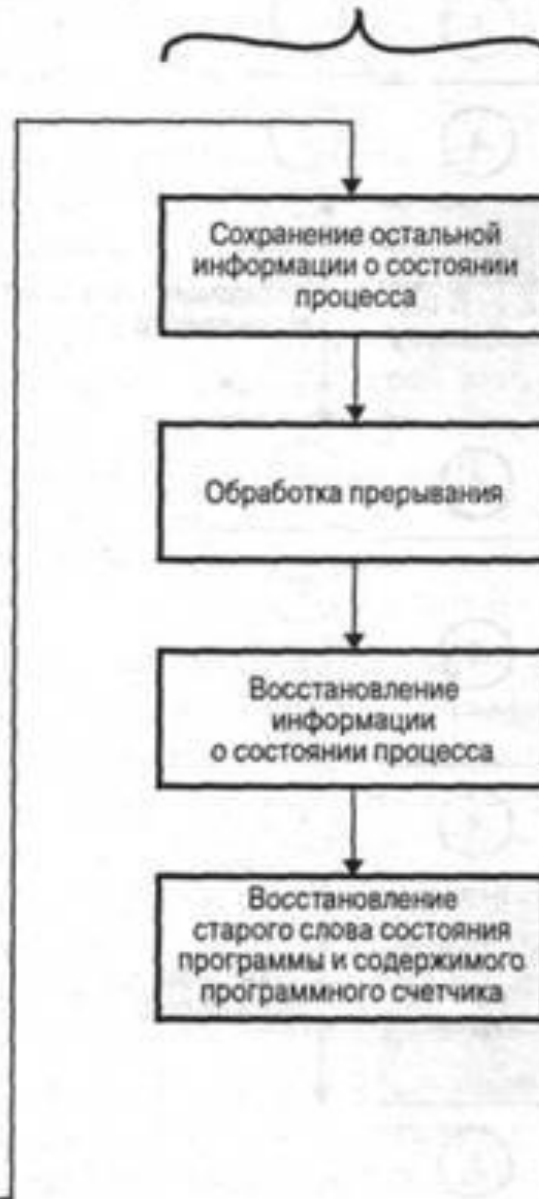 Сохранение остальной
информации о состоянии
процесса
Обработка прерывания
Восстановление
информации
о состоянии процесса
Восстановление
старого слова состояния
программы и содержимого
программного счетчика